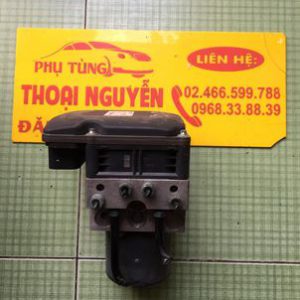 PHỤ TÙNG
THOẠI NGUYỄN
LIÊN HỆ:
02.466.599.788
0968.33.88.39